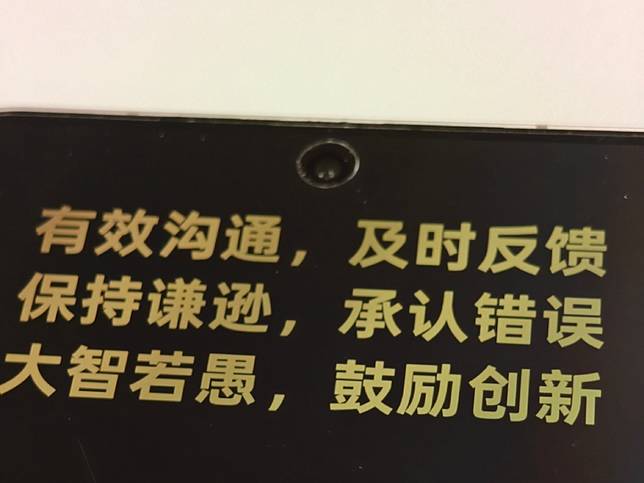 有效沟通，及时反馈
保持谦逊，承认错误
大智若愚，鼓励创新